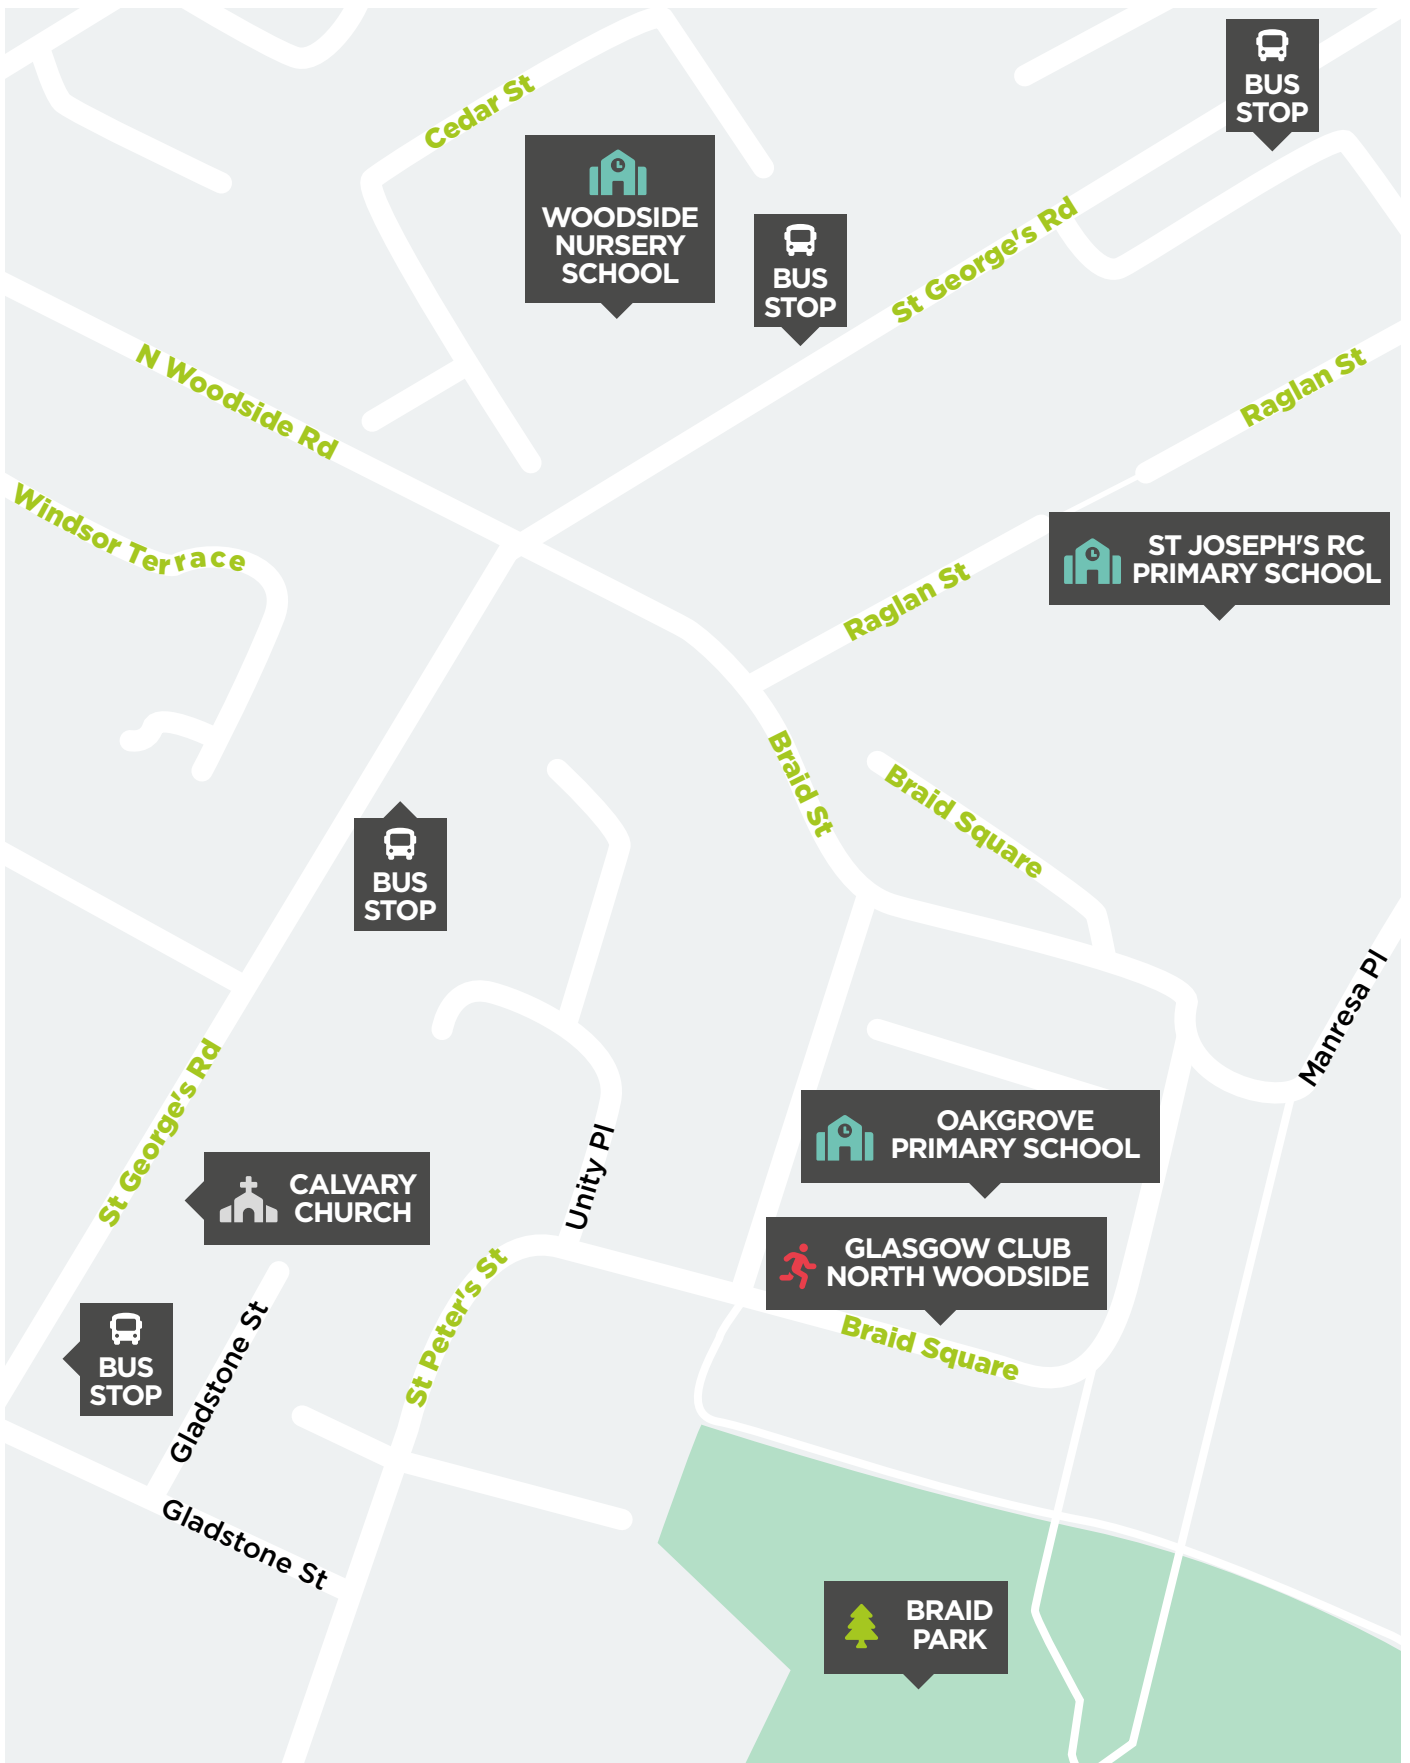 BUS
STOP
Cedar St
WOODSIDE
NURSERY
SCHOOL
BUS
STOP
St George's Rd
N Woodside Rd
Raglan St
Windsor Terrace
ST JOSEPH'S RC
PRIMARY SCHOOL
Raglan St
Braid St
Braid Square
BUS
STOP
Manresa Pl
St George's Rd
OAKGROVE
PRIMARY SCHOOL
Unity Pl
CALVARY
CHURCH
GLASGOW CLUB
NORTH WOODSIDE
St Peter's St
Braid Square
BUS
STOP
Gladstone St
Gladstone St
BRAID
PARK